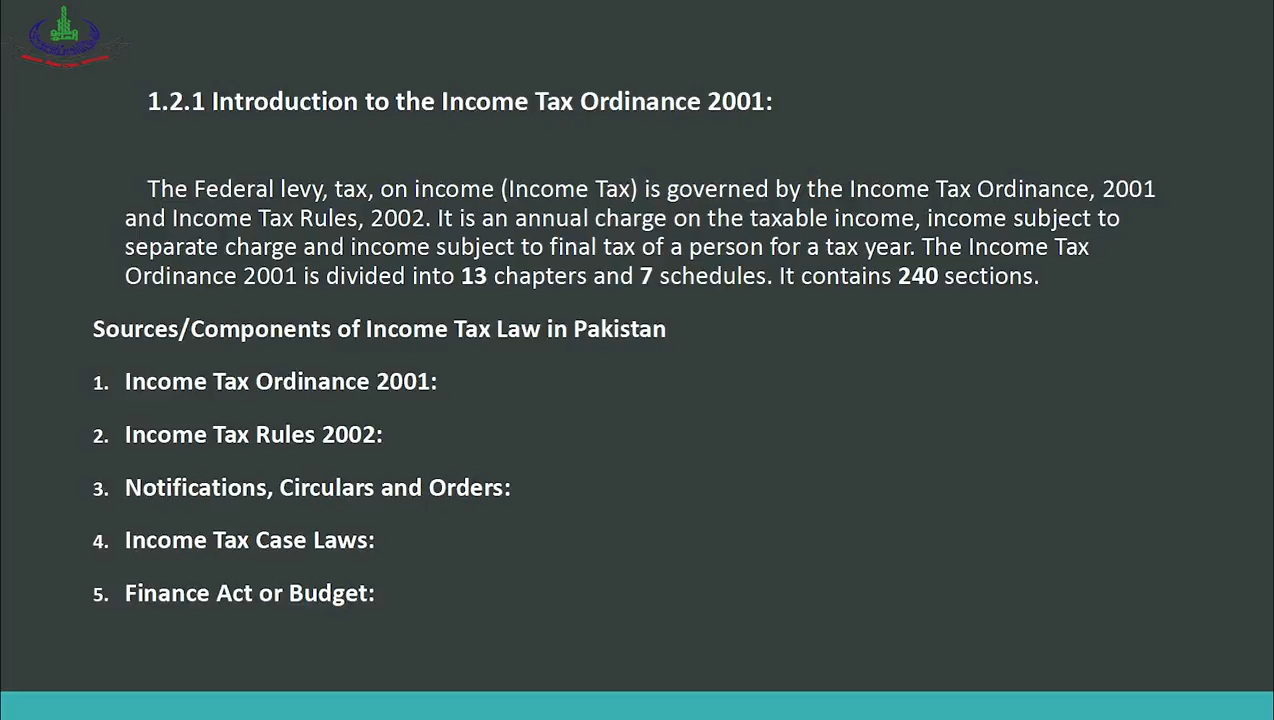 1.2.1 Introduction to the Income Tax Ordinance 2001:
The Federal levy, tax, on income (Income Tax) is governed by the Income Tax Ordinance, 2001
and Income Tax Rules, 2002. It is an annual charge on the taxable income, income subject to
separate charge and income subject to final tax of a person for a tax year. The Income Tax
Ordinance 2001 is divided into 13 chapters and 7 schedules. It contains 240 sections.
Sources/Components of Income Tax Law in Pakistan
1. Income Tax Ordinance 2001:
2. Income Tax Rules 2002:
3. Notifications, Circulars and Orders:
4. Income Tax Case Laws:
5. Finance Act or Budget: